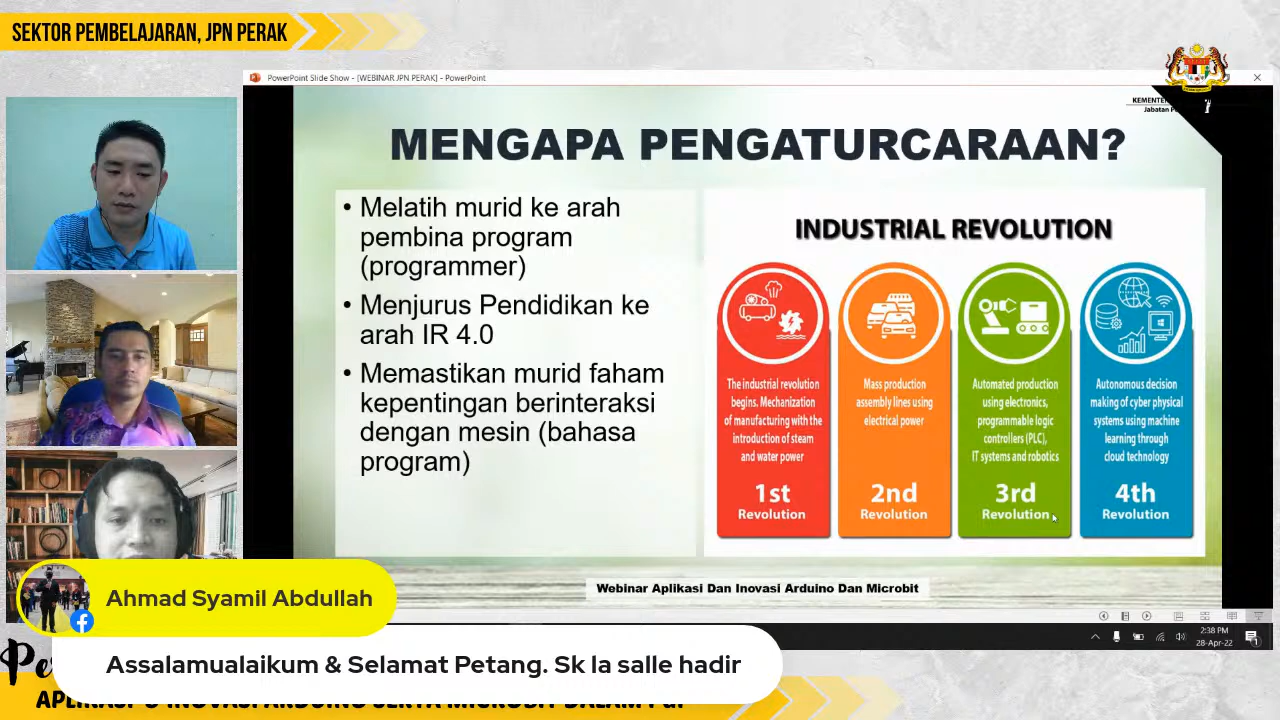 SEKTOR PEMBELAJARAN, JPN PERAK
PowerPoint Slide Show - [WEBINAR JPN PERAK] - PowerPoint
MENGAPA PENGATURCARAAN?
• Melatih murid ke arah
pembina program
(programmer)
• Menjurus Pendidikan ke
arah IR 4.0
• Memastikan murid faham
kepentingan berinteraksi
dengan mesin (bahasa
program)
INDUSTRIAL REVOLUTION
The industrial revolution
begins. Mechanization
of manufacturing with the
introduction of steam
and water power
1st
Revolution
Mass production
assembly lines using
electrical power
2nd
Revolution
Automated production
using electronics,
programmable logic
controllers (PLC),
IT systems and robotics
3rd
Revolution
Autonomous decision
making of cyber physical
systems using machine
learning through
cloud technology
4th
Revolution
Webinar Aplikasi Dan Inovasi Arduino Dan Microbit
2:38 PM
28-Apr-22
Ahmad Syamil Abdullah
Assalamualaikum & Selamat Petang. Sk la salle hadir